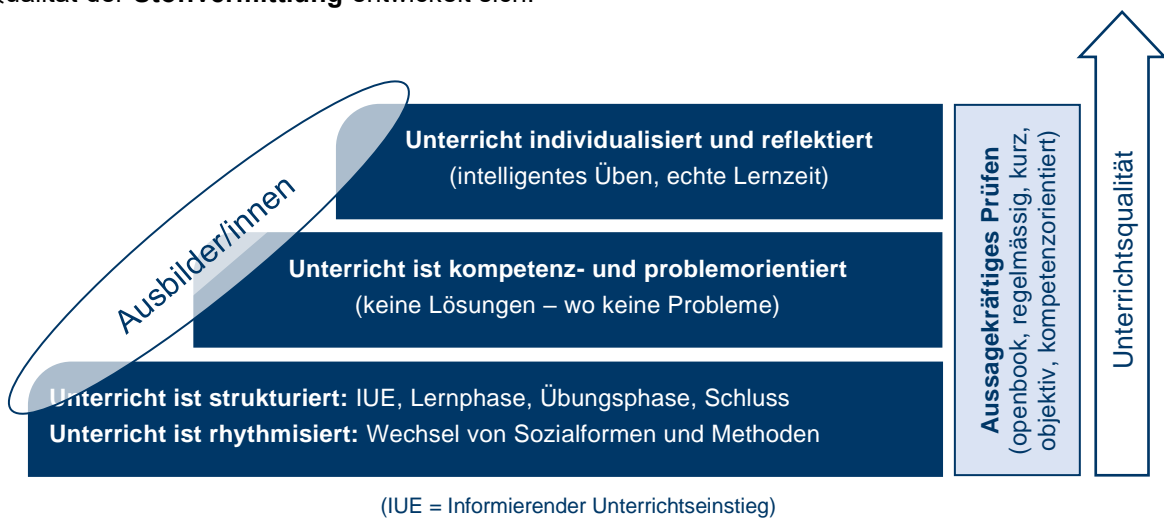 Stoffvermittlung
Unterricht individualisiert und reflektiert
(intelligentes Üben, echte Lernzeit)
Unterricht ist kompetenz- und problemorientiert
(keine Lösungen – wo keine Probleme)
Unterricht ist strukturiert: IUE, Lernphase, Übungsphase, Schluss
Unterricht ist rhythmisiert: Wechsel von Sozialformen und Methoden
Ausbilder/innen
Aussagekräftiges Prüfen
(openbook, regelmässig, kurz,
objektiv, kompetenzorientiert)
Unterrichtsqualität
(IUE = Informierender Unterrichtseinstieg)